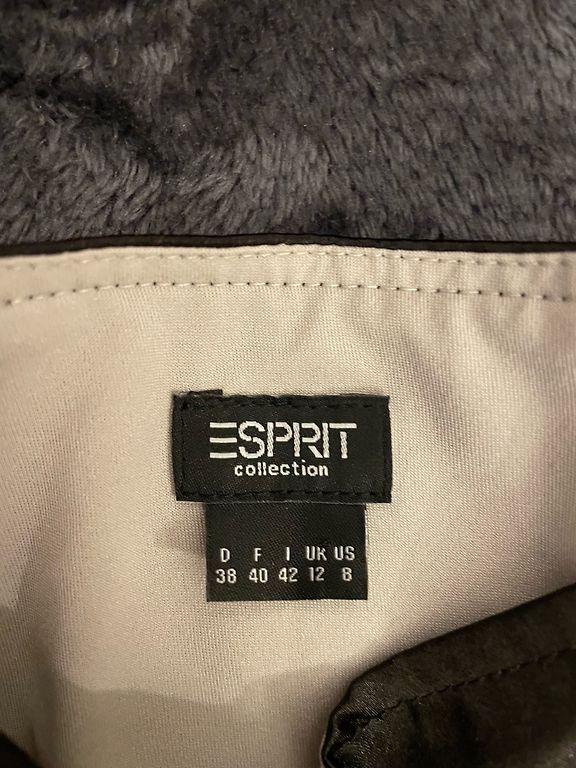 ESPRIT
collection
D F I UK US
38 40 42 12 8